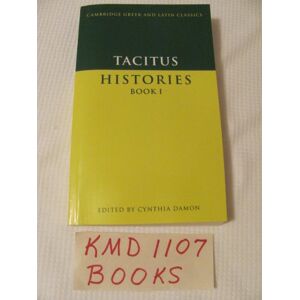 CAMBRIDGE GREEK AND LATIN CLASSICS
TACITUS
HISTORIES
BOOK I
EDITED BY CYNTHIA DAMON
KMD 1107
BOOKS